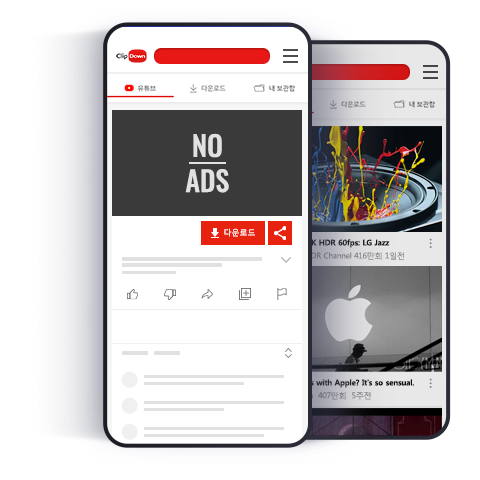 ClipDown
유튜브
다운로드
내 보관함
NO
ADS
다운로드
다운로드
내 보관함
K HDR 60fps: LG Jazz
DR Channel 416만회 1일전
s with Apple? It's so sensual.
407만회 5주전